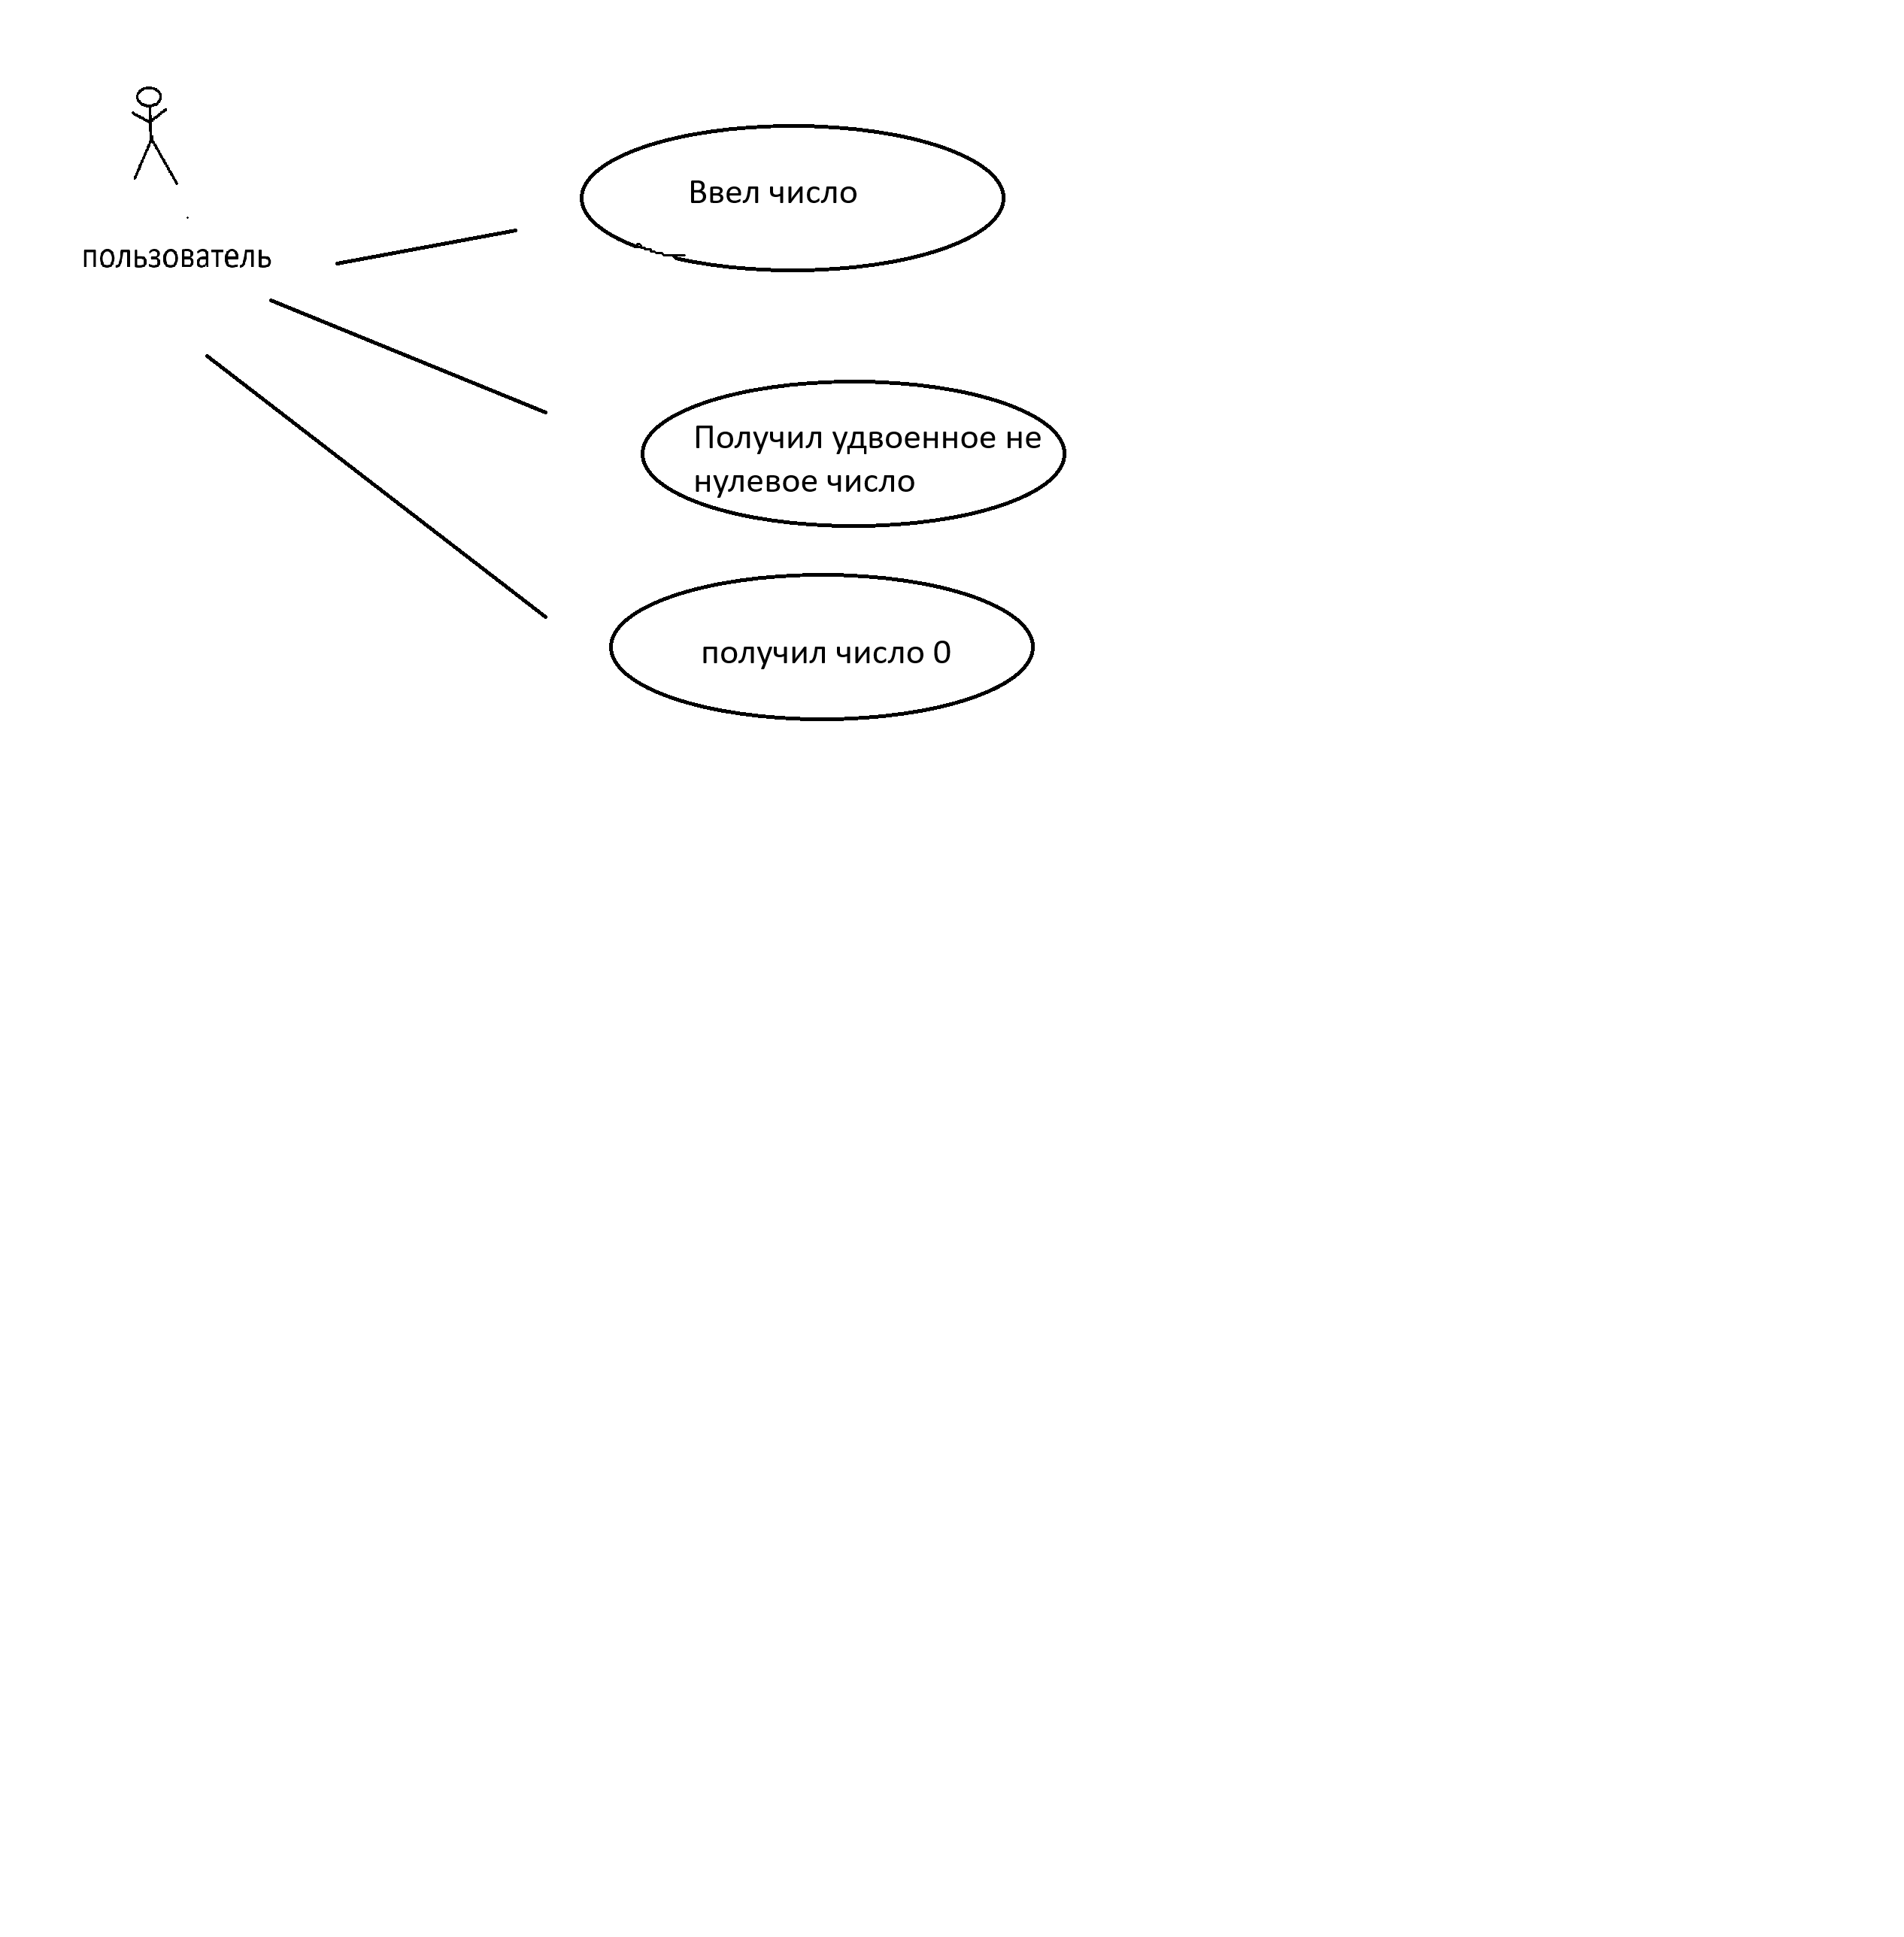 Ввел число
пользователь
Получил удвоенное не
нулевое число
получил число 0